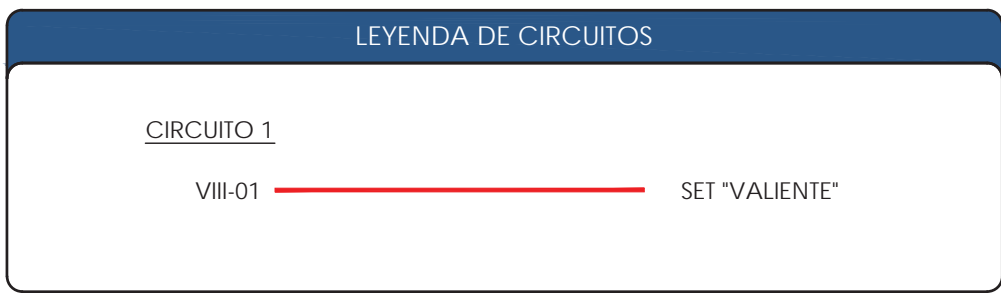 LEYENDA DE CIRCUITOS
CIRCUITO 1
VIII-01 SET "VALIENTE"